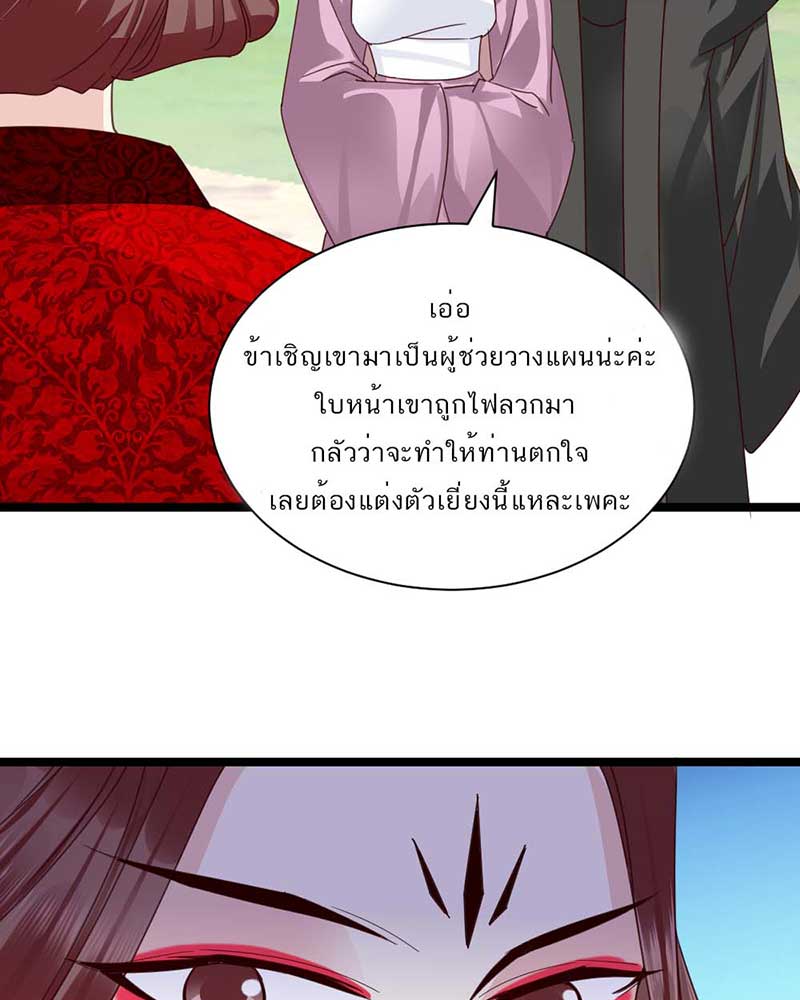 เอ่อ
ข้าเชิญเขามาเป็นผู้ช่วยวางแผนน่ะค่ะ
ใบหน้าเขาถูกไฟลวกมา
กลัวว่าจะทำให้ท่านตกใจ
เลยต้องแต่งตัวเยี่ยงนี้แหละเพคะ